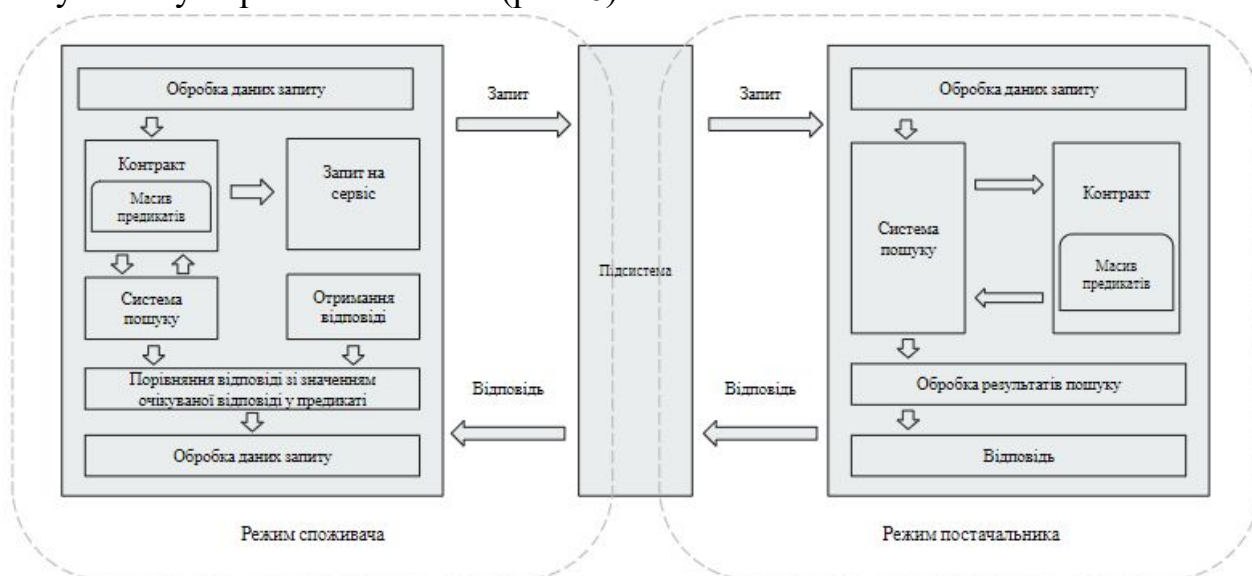 Обробка даних запиту
Контракт
Масив
предикатів
Запит на
сервіс
Система
пошуку
Отримання
відповіді
Порівняння відповіді зі значенням
очікуваної відповіді у предикаті
Обробка даних запиту
Режим споживача
Запит
Відповідь
Підсистема
Запит
Відповідь
Обробка даних запиту
Система
пошуку
Контракт
Масив
предикатів
Обробка результатів пошуку
Відповідь
Режим постачальника